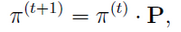 π^{(t+1)} = π^{(t)} · P,